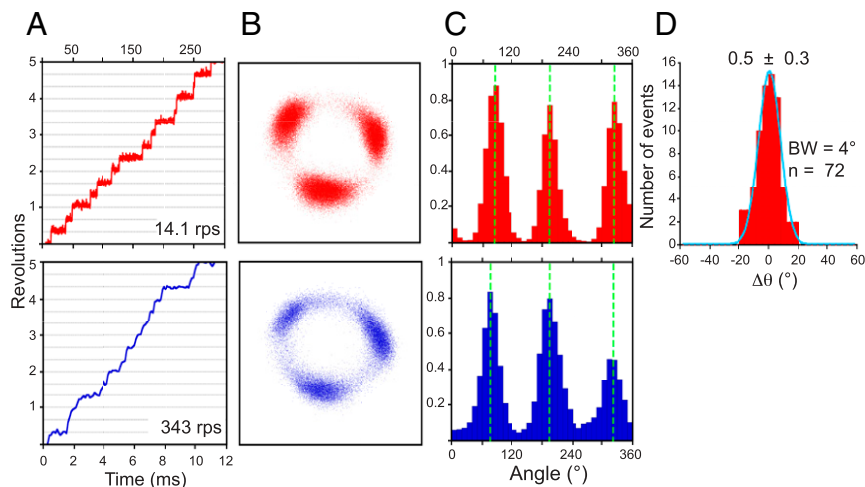 A
B
C
D
50 150 250
5
4
3
2
1
0
14.1 rps
Revolutions
5
4
3
2
1
343 rps
0 2 4 6 8 10 12
Time (ms)
0 120 240 360
1
0.8
0.6
0.4
0.2
1
0.8
0.6
0.4
0.2
0 120 240 360
Angle (°)
0.5 ± 0.3
16
14
12
10
8
6
4
2
0
Number of events
BW = 4°
n = 72
-60 -40 -20 0 20 40 60
Δθ (°)